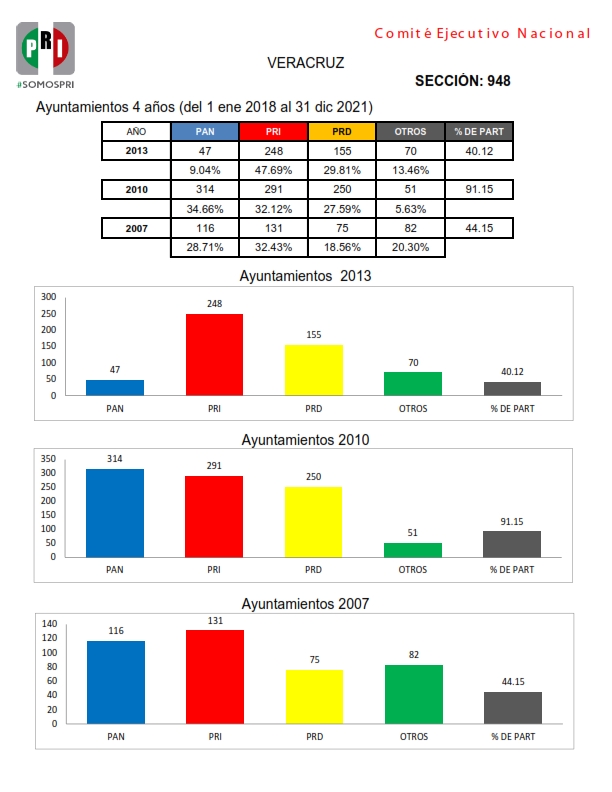 PRI
#SOMOSPRI
Comité Ejecutivo Nacional
VERACRUZ
SECCIÓN: 948
Ayuntamientos 4 años (del 1 ene 2018 al 31 dic 2021)
AÑO PAN PRI PRD OTROS % DE PART
2013 47 248 155 70 40.12
9.04% 47.69% 29.81% 13.46%
2010 314 291 250 51 91.15
34.66% 32.12% 27.59% 5.63%
2007 116 131 75 82 44.15
28.71% 32.43% 18.56% 20.30%
Ayuntamientos 2013
300
250
200
150
100
50
0
47 248 155 70 40.12
PAN PRI PRD OTROS % DE PART
Ayuntamientos 2010
350
300
250
200
150
100
50
0
314 291 250 51 91.15
PAN PRI PRD OTROS % DE PART
Ayuntamientos 2007
140
120
100
80
60
40
20
0
116 131 75 82 44.15
PAN PRI PRD OTROS % DE PART